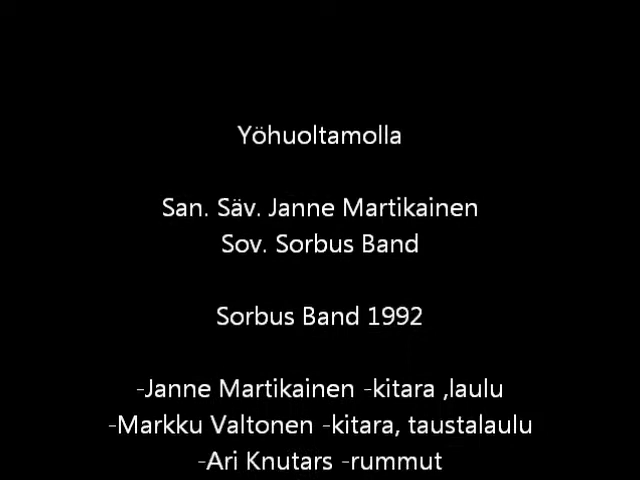 Yöhuoltamolla
San. Säv. Janne Martikainen
Sov. Sorbus Band
Sorbus Band 1992
-Janne Martikainen -kitara ,laulu
-Markku Valtonen -kitara, taustalaulu
-Ari Knutars -rummut